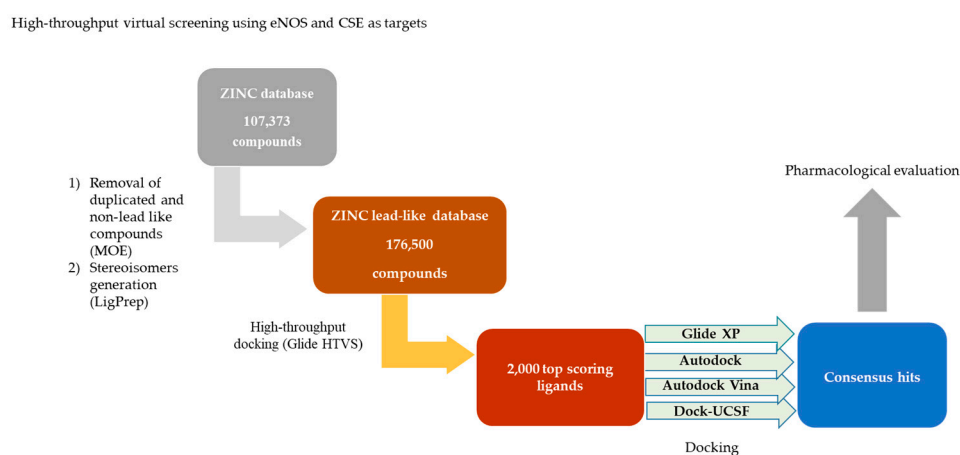 High-throughput virtual screening using eNOS and CSE as targets
ZINC database
107,373
compounds
1) Removal of
duplicated and
non-lead like
compounds
(MOE)
2) Stereoisomers
generation
(LigPrep)
ZINC lead-like database
176,500
compounds
High-throughput
docking (Glide HTVS)
2,000 top scoring
ligands
Glide XP
Autodock
Autodock Vina
Dock-UCSF
Docking
Consensus hits
Pharmacological evaluation